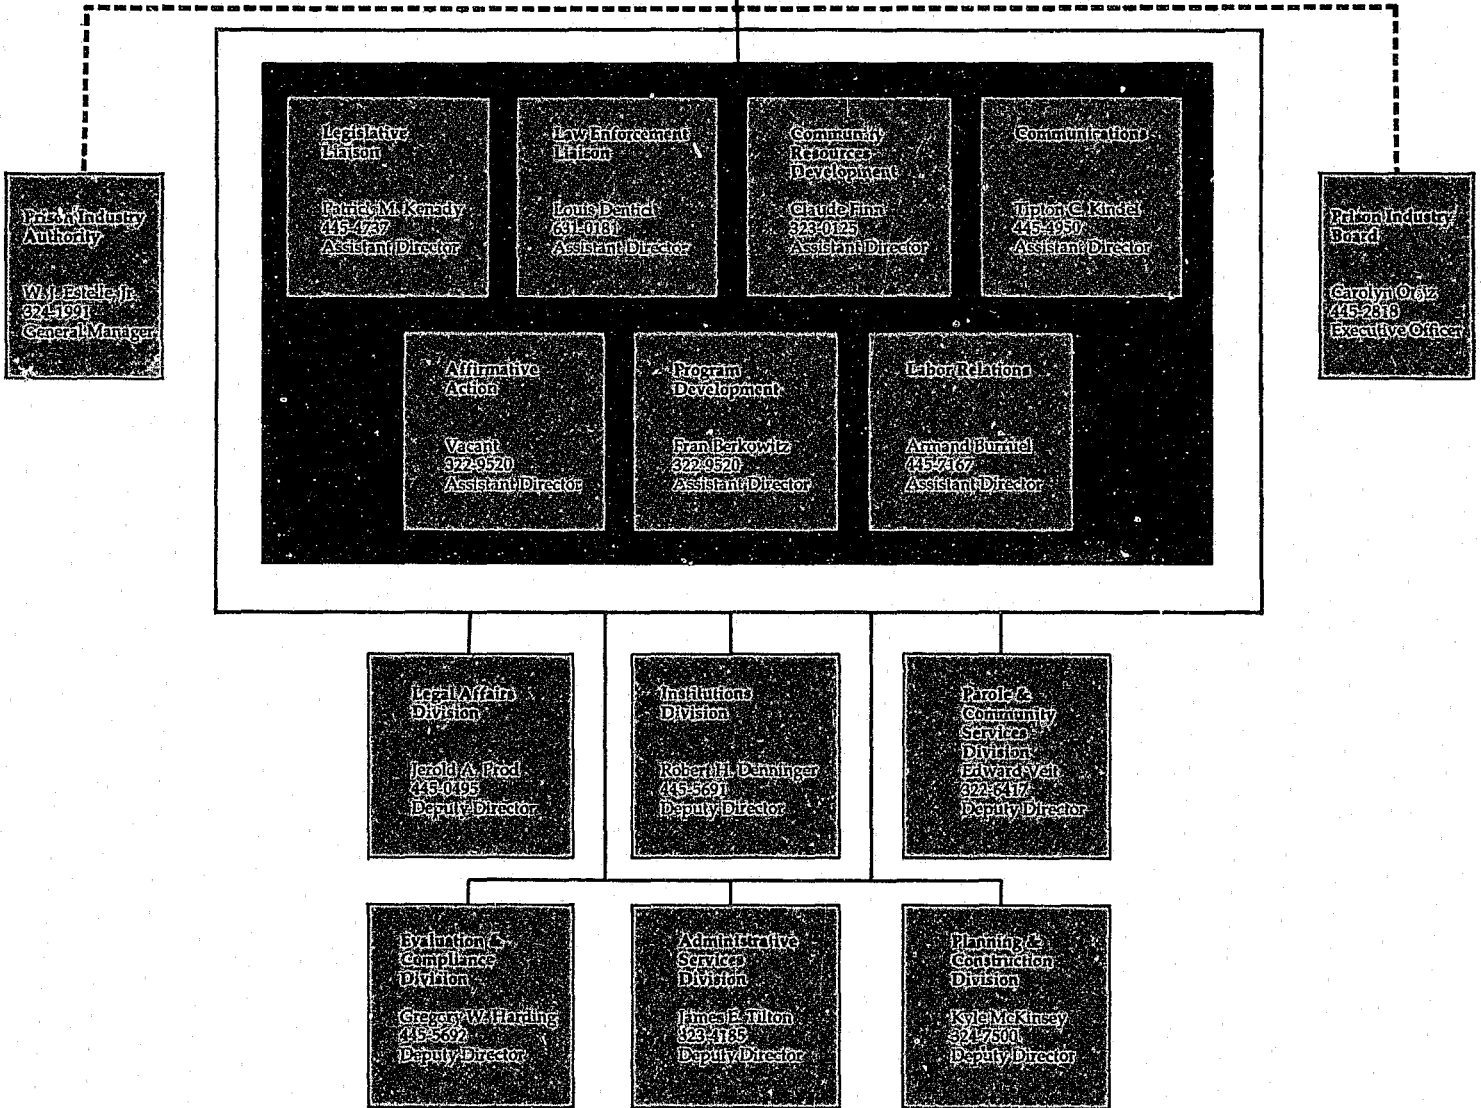 Legislative
Liaison
Patrick M. Kenady
445-4737
Assistant Director
Law Enforcement
Liaison
Louis Dentici
631-0181
Assistant Director
Community
Resources
Development
Claude Finn
323-0125
Assistant Director
Communications
Tipton C. Kindel
445-4950
Assistant Director
Prison Industry
Authority
W. J. Estelle, Jr.
324-1991
General Manager
Prison Industry
Board
Carolyn Ortiz
445-2818
Executive Officer
Affirmative
Action
Vacant
322-9520
Assistant Director
Program
Development
Fran Berkowitz
322-9520
Assistant Director
Labor Relations
Armand Burruel
445-7167
Assistant Director
Legal Affairs
Division
Jerold A. Prod
445-0495
Deputy Director
Institutions
Division
Robert H. Denninger
445-5691
Deputy Director
Parole &
Community
Services
Division
Edward Veit
322-6417
Deputy Director
Evaluation &
Compliance
Division
Gregory W. Harding
445-5692
Deputy Director
Administrative
Services
Division
James E. Tilton
323-4185
Deputy Director
Planning &
Construction
Division
Kyle McKinsey
324-7500
Deputy Director